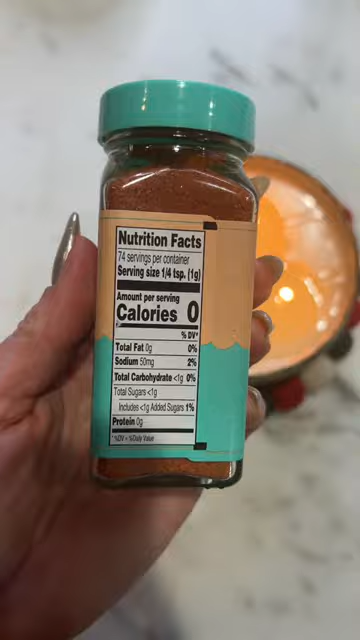 Nutrition Facts
74 servings per container
Serving size 1/4 tsp. (1g)
Amount per serving
Calories 0
% DV*
Total Fat 0g 0%
Sodium 50mg 2%
Total Carbohydrate <1g 0%
Total Sugars <1g
Includes <1g Added Sugars 1%
Protein 0g
*%DV = %Daily Value